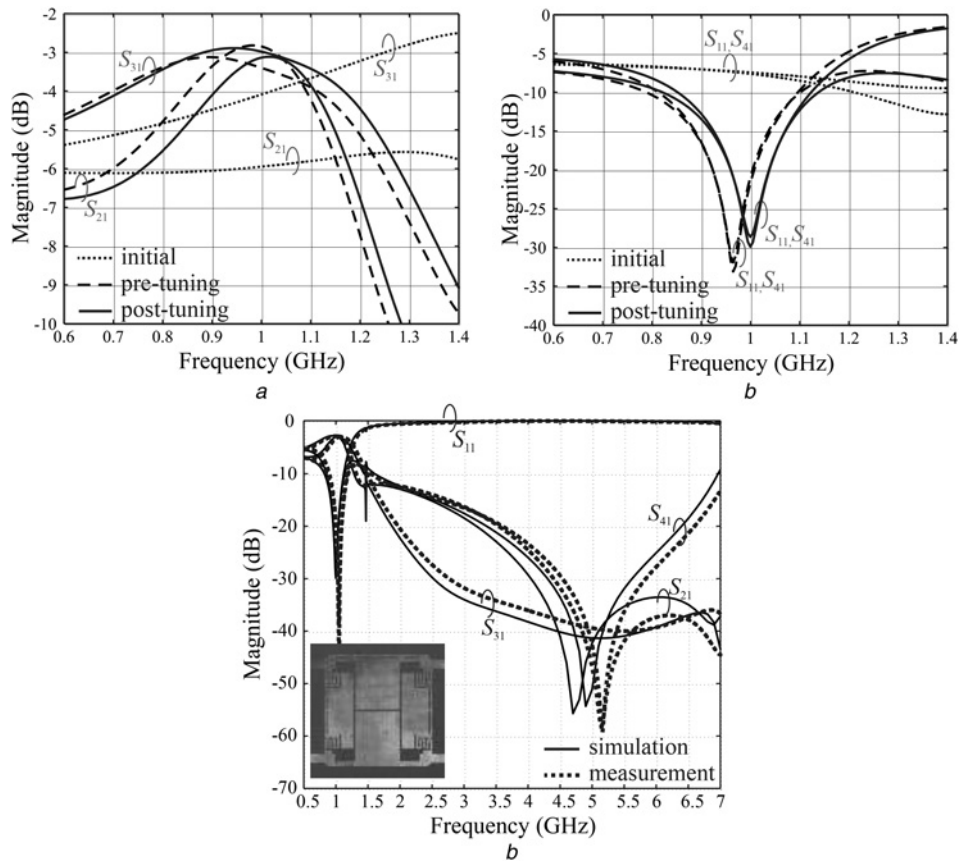 -2
-3
-4
-5
-6
-7
-8
-9
-10
Magnitude (dB)
S31
S31
S21
S21
initial
pre-tuning
post-tuning
0.6 0.7 0.8 0.9 1 1.1 1.2 1.3 1.4
Frequency (GHz)
a
0
-5
-10
-15
-20
-25
-30
-35
-40
Magnitude (dB)
S11,S41
S11,S41
S11,S41
initial
pre-tuning
post-tuning
0.6 0.7 0.8 0.9 1 1.1 1.2 1.3 1.4
Frequency (GHz)
b
0
-10
-20
-30
-40
-50
-60
-70
Magnitude (dB)
S11
S41
S21
S31
simulation
measurement
0.5 1 1.5 2 2.5 3 3.5 4 4.5 5 5.5 6 6.5 7
Frequency (GHz)
b